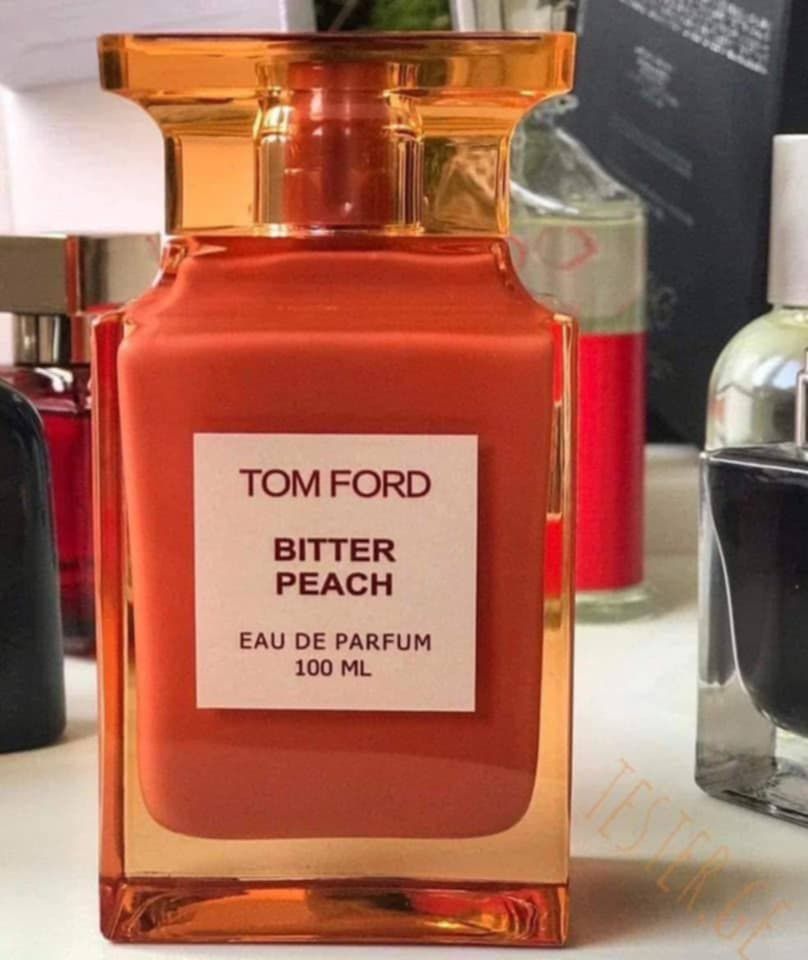 TOM FORD
BITTER
PEACH
EAU DE PARFUM
100 ML
TESTER.GE